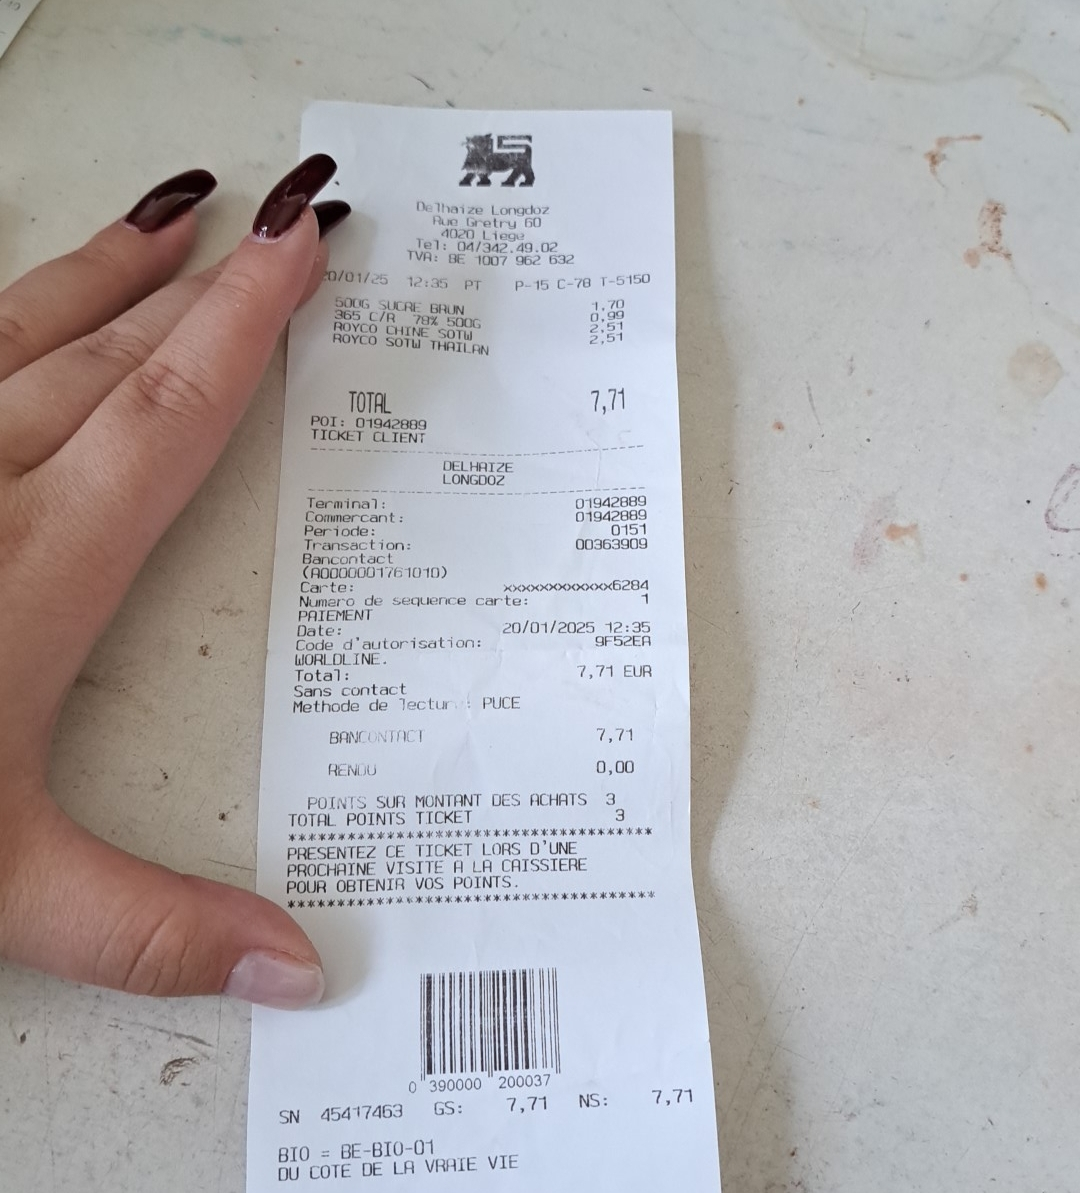 Delhaize Longdoz
Rue Gretry 60
4020 Liege
Tel: 04/342.49.02
TVA: BE 1007 962 632
20/01/25 12:35 PT P-15 C-78 T-5150
500G SUCRE BRUN 1,70
365 C/R 78% 500G 0,99
ROYCO CHINE SOTW 2,51
ROYCO SOTW THAILAN 2,51
TOTAL 7,71
POI: 01942889
TICKET CLIENT
DELHAIZE
LONGDOZ
Terminal: 01942889
Commercant: 01942889
Periode: 0151
Transaction: 00363909
Bancontact
(A0000001761010)
Carte: xxxxxxxxxxxxx6284
Numero de sequence carte: 1
PAIEMENT
Date: 20/01/2025 12:35
Code d'autorisation: 9F52EA
WORLDLINE.
Total: 7,71 EUR
Sans contact
Methode de lectur : PUCE
BANCONTACT 7,71
RENDU 0,00
POINTS SUR MONTANT DES ACHATS 3
TOTAL POINTS TICKET 3
****************************************
PRESENTEZ CE TICKET LORS D'UNE
PROCHAINE VISITE A LA CAISSIERE
POUR OBTENIR VOS POINTS.
****************************************
0 390000 200037
SN 45417463 GS: 7,71 NS: 7,71
BIO = BE-BIO-01
DU COTE DE LA VRAIE VIE